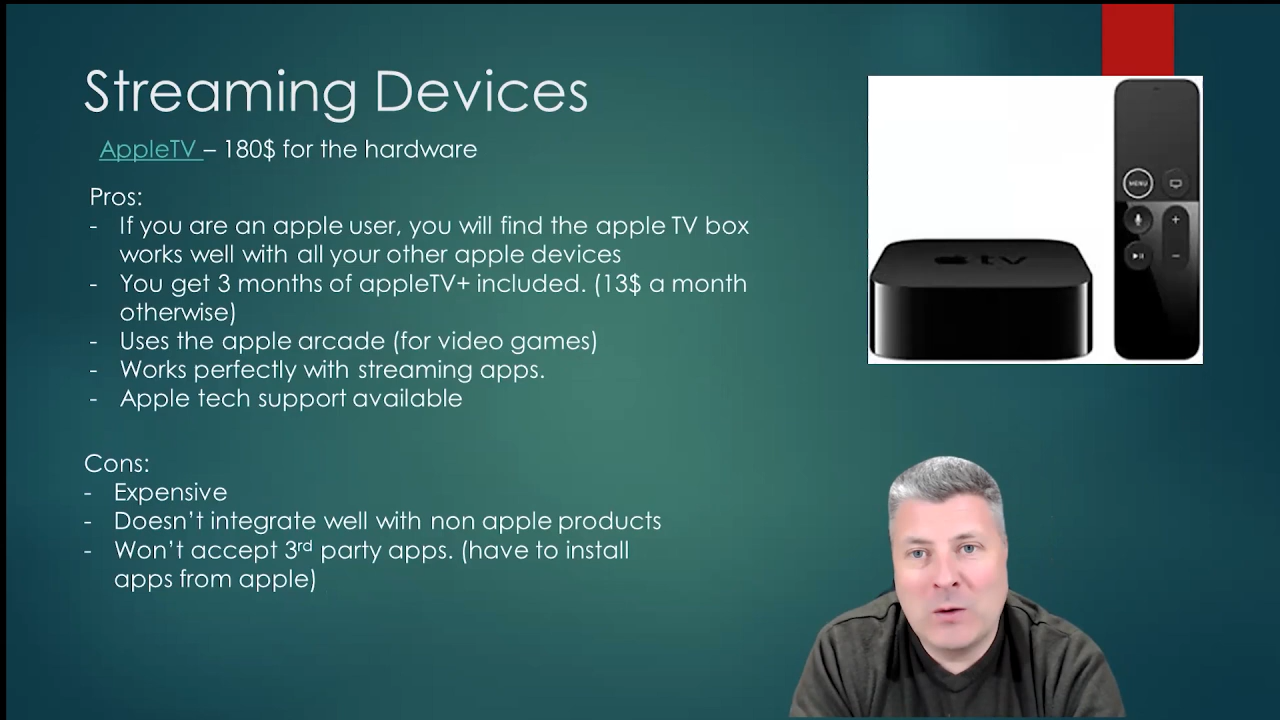 Streaming Devices
AppleTV – 180$ for the hardware
Pros:
- If you are an apple user, you will find the apple TV box
works well with all your other apple devices
- You get 3 months of appleTV+ included. (13$ a month
otherwise)
- Uses the apple arcade (for video games)
- Works perfectly with streaming apps.
- Apple tech support available
Cons:
- Expensive
- Doesn’t integrate well with non apple products
- Won’t accept 3rd party apps. (have to install
apps from apple)
tv
MENU